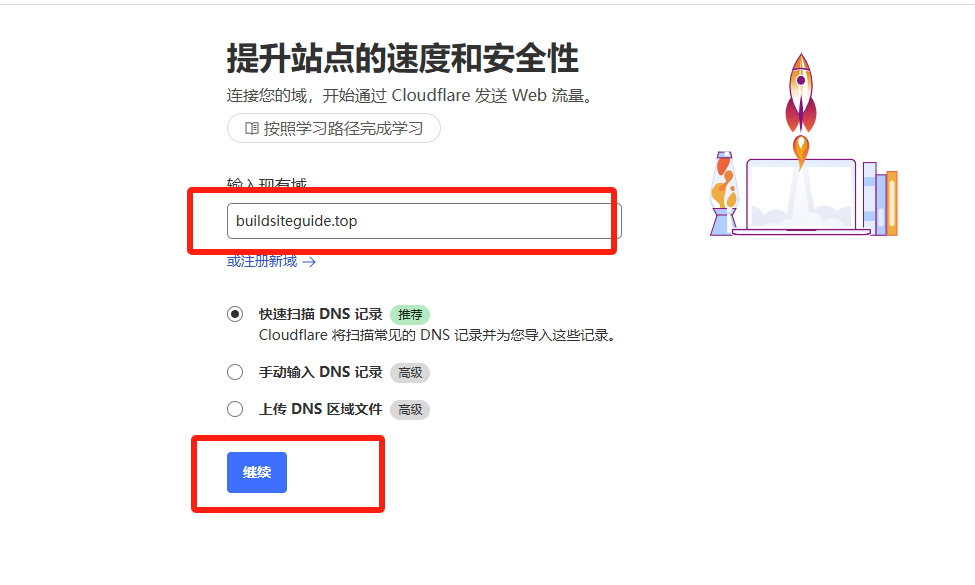 提升站点的速度和安全性
连接您的域，开始通过 Cloudflare 发送 Web 流量。
按照学习路径完成学习
输入现有域
buildsiteguide.top
或注册新域 →
快速扫描 DNS 记录 推荐
Cloudflare 将扫描常见的 DNS 记录并为您导入这些记录。
手动输入 DNS 记录 高级
上传 DNS 区域文件 高级
继续